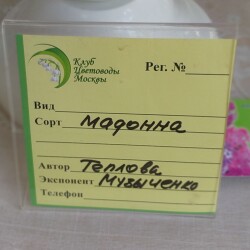 Клуб
Цветоводы
Москвы
Рег. №
Вид
Сорт Мадонна
Автор Теплова
Экспонент Музыченко
Телефон